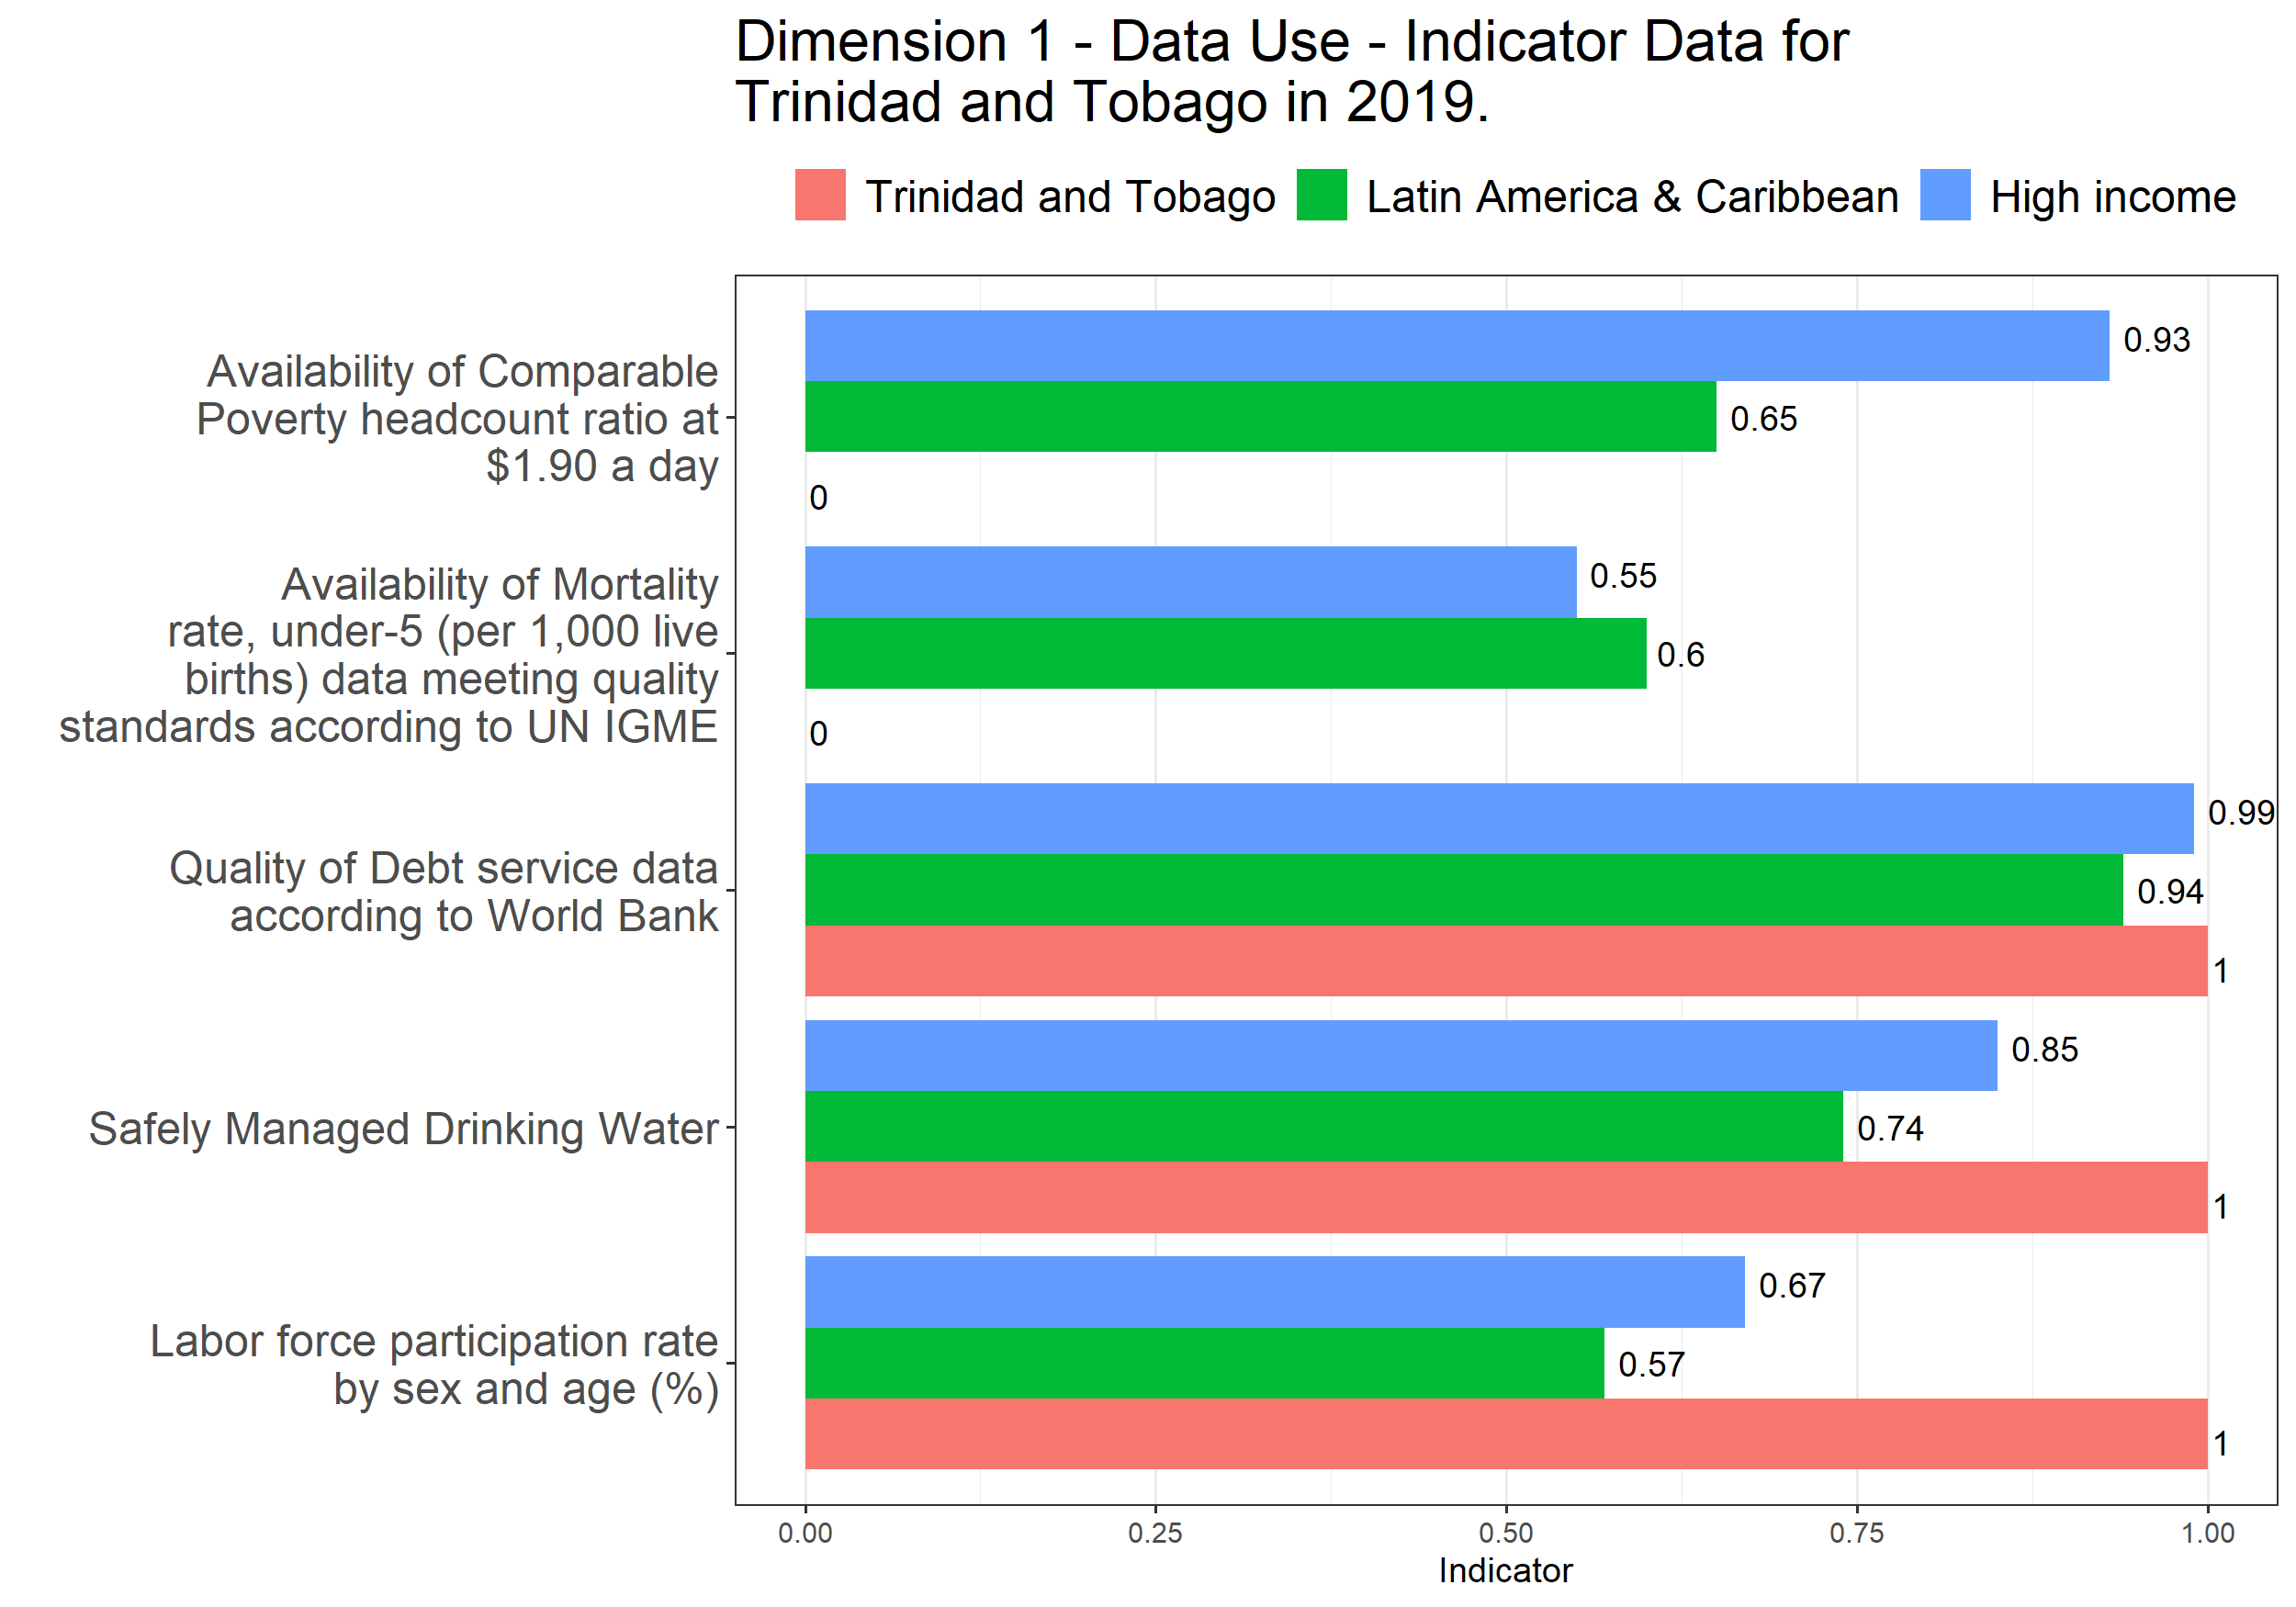 Dimension 1 - Data Use - Indicator Data for
Trinidad and Tobago in 2019.
Trinidad and Tobago
Latin America & Caribbean
High income
Availability of Comparable
Poverty headcount ratio at
$1.90 a day
0.93
0.65
0
Availability of Mortality
rate, under-5 (per 1,000 live
births) data meeting quality
standards according to UN IGME
0.55
0.6
0
Quality of Debt service data
according to World Bank
0.99
0.94
1
Safely Managed Drinking Water
0.85
0.74
1
Labor force participation rate
by sex and age (%)
0.67
0.57
1
0.00
0.25
0.50
0.75
1.00
Indicator